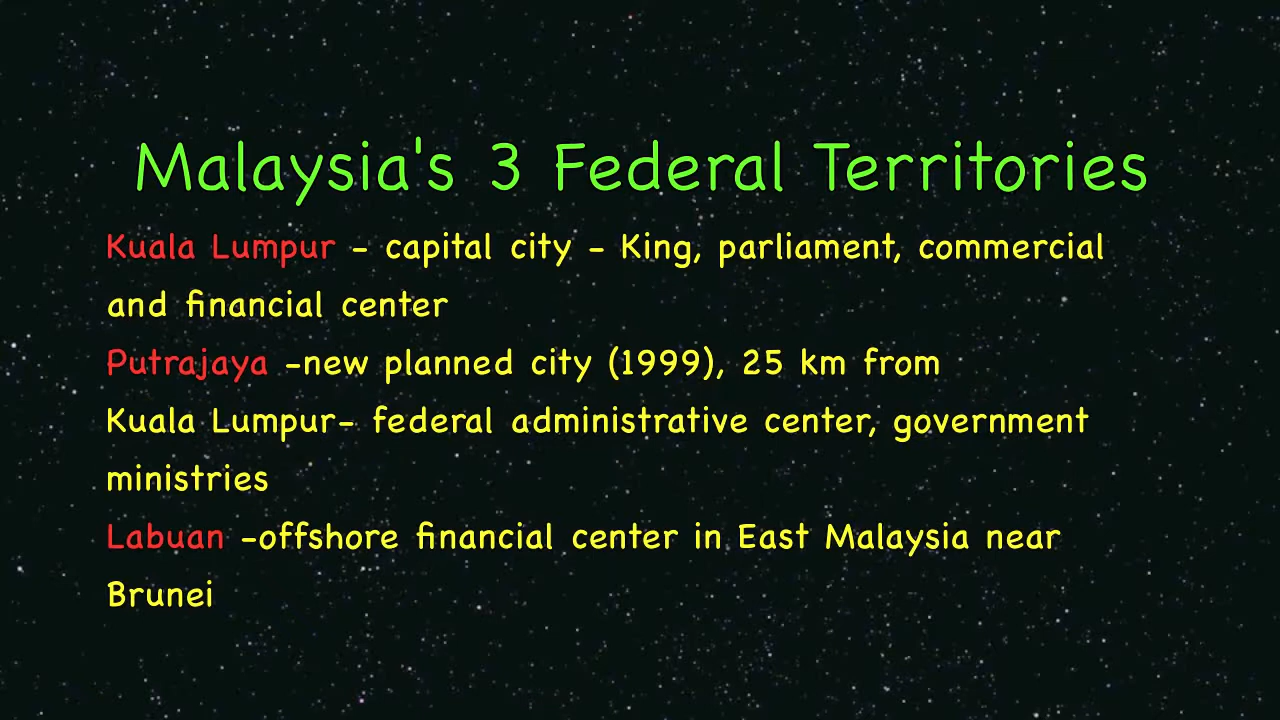 Malaysia's 3 Federal Territories
Kuala Lumpur - capital city - King, parliament, commercial
and financial center
Putrajaya -new planned city (1999), 25 km from
Kuala Lumpur- federal administrative center, government
ministries
Labuan -offshore financial center in East Malaysia near
Brunei